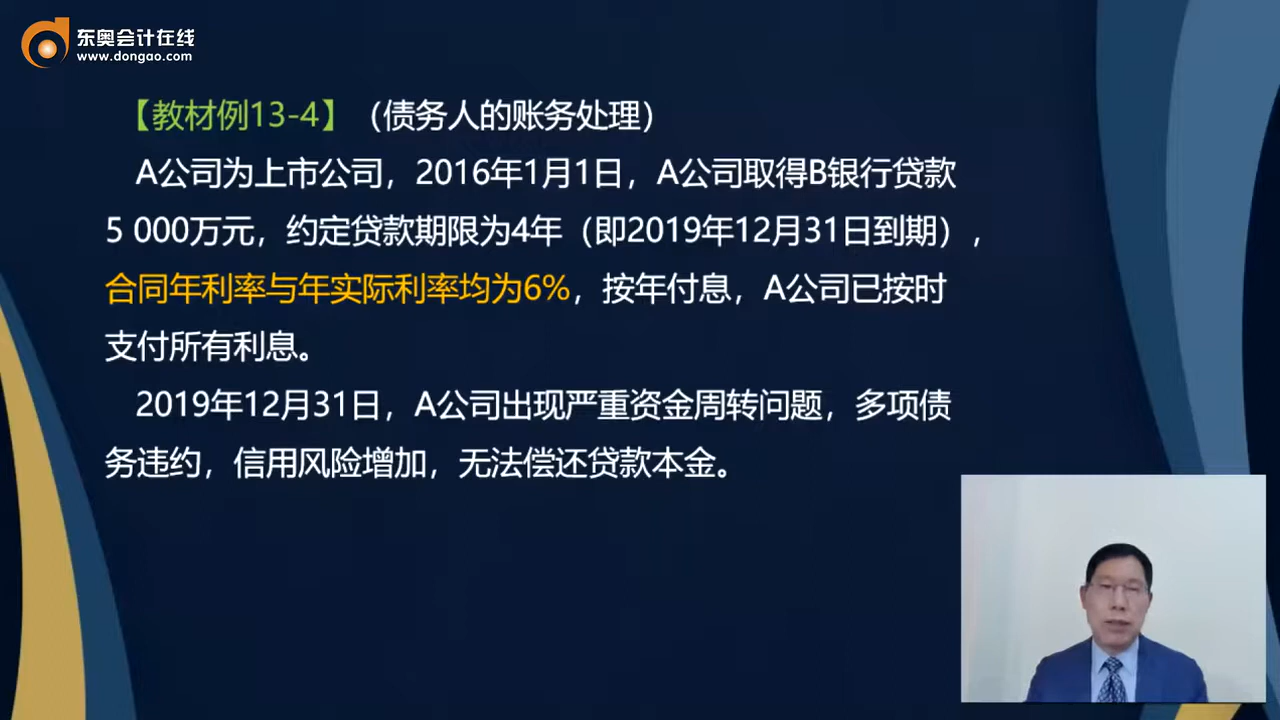 东奥会计在线
www.dongao.com
【教材例13-4】（债务人的账务处理）
A公司为上市公司，2016年1月1日，A公司取得B银行贷款
5 000万元，约定贷款期限为4年（即2019年12月31日到期），
合同年利率与年实际利率均为6%，按年付息，A公司已按时
支付所有利息。
2019年12月31日，A公司出现严重资金周转问题，多项债
务违约，信用风险增加，无法偿还贷款本金。